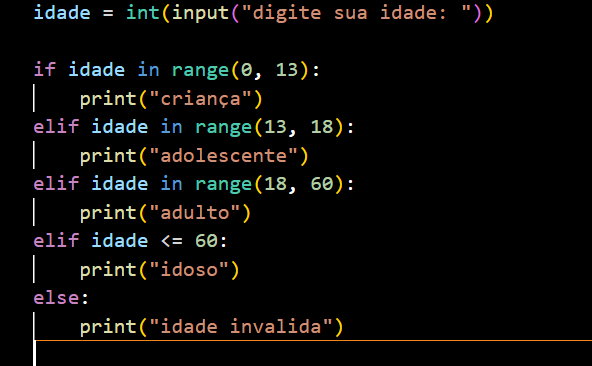 idade = int(input("digite sua idade: "))
if idade in range(0, 13):
    print("criança")
elif idade in range(13, 18):
    print("adolescente")
elif idade in range(18, 60):
    print("adulto")
elif idade <= 60:
    print("idoso")
else:
    print("idade invalida")